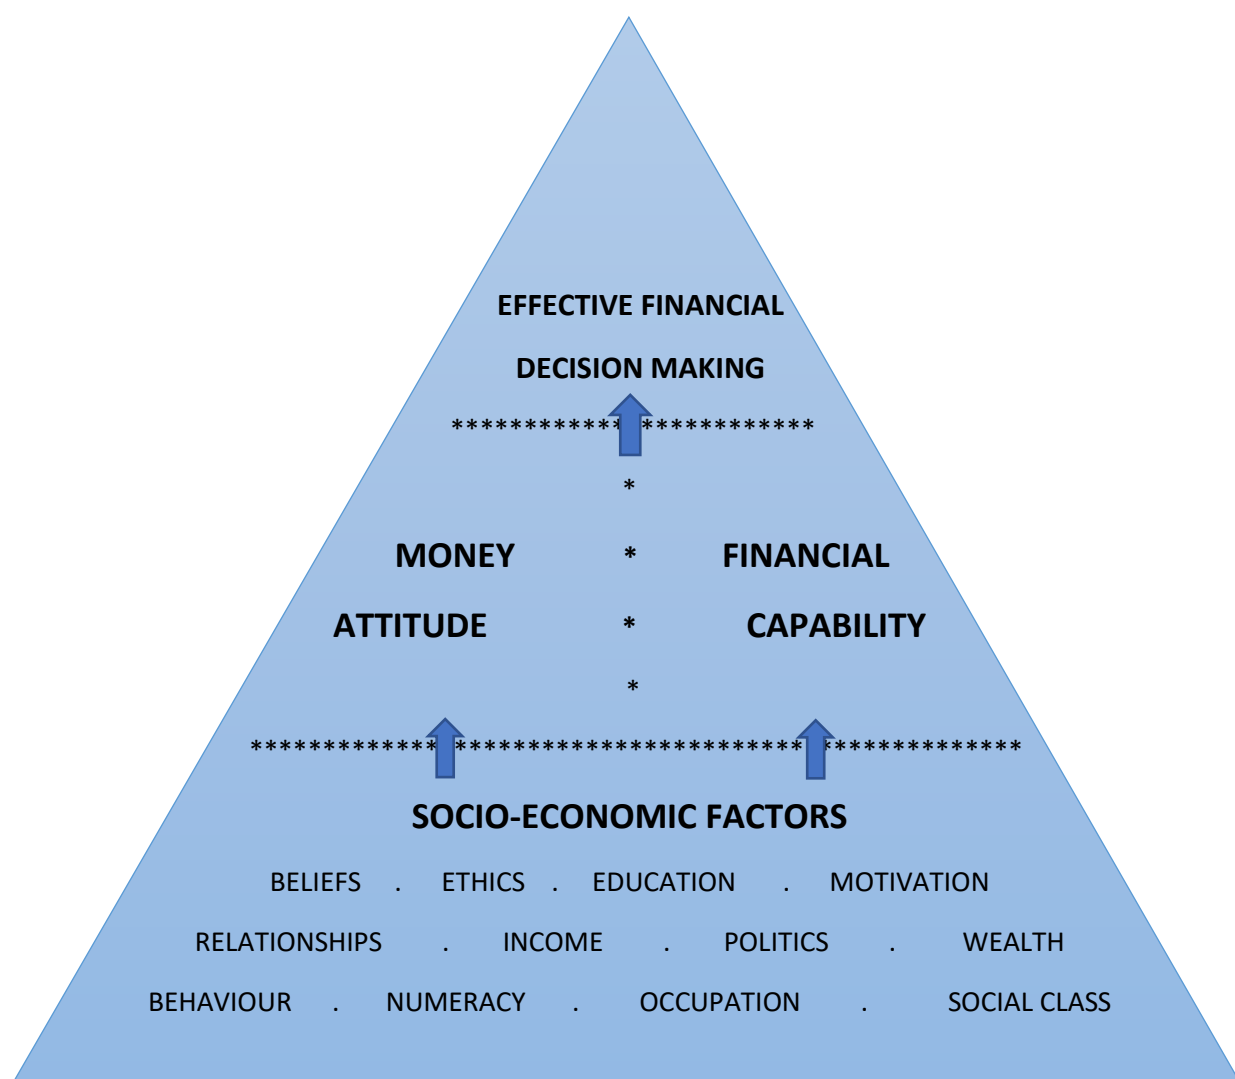 EFFECTIVE FINANCIAL
DECISION MAKING
************************
*
MONEY * FINANCIAL
ATTITUDE * CAPABILITY
*
****************************************************
SOCIO-ECONOMIC FACTORS
BELIEFS . ETHICS . EDUCATION . MOTIVATION
RELATIONSHIPS . INCOME . POLITICS . WEALTH
BEHAVIOUR . NUMERACY . OCCUPATION . SOCIAL CLASS